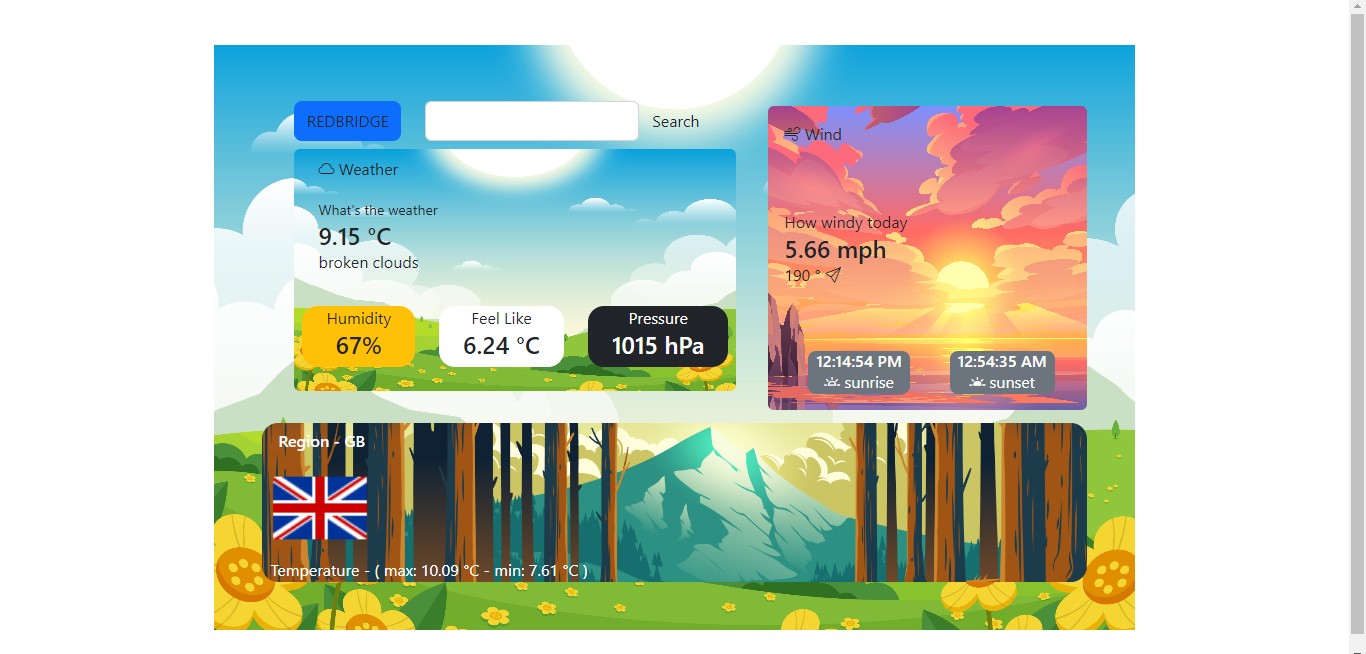 REDBRIDGE
Search
Weather
What's the weather
9.15 °C
broken clouds
Humidity
67%
Feel Like
6.24 °C
Pressure
1015 hPa
Wind
How windy today
5.66 mph
190 °
12:14:54 PM
sunrise
12:54:35 AM
sunset
Region - GB
Temperature - ( max: 10.09 °C - min: 7.61 °C )